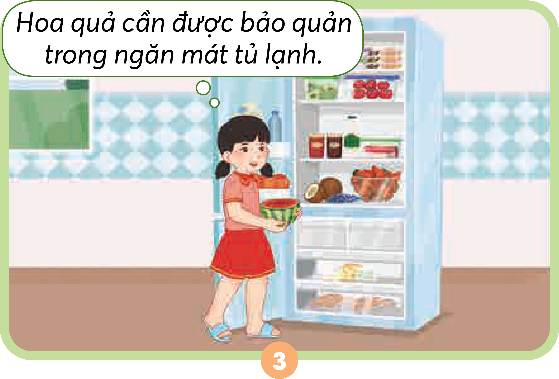 Hoa quả cần được bảo quản
trong ngăn mát tủ lạnh.
3